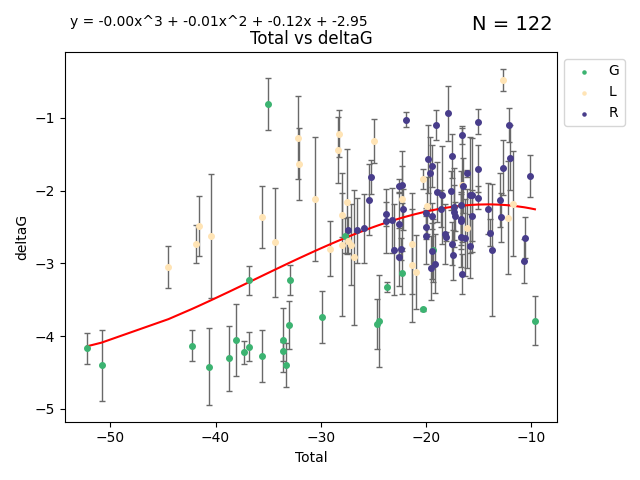 y = -0.00x^3 + -0.01x^2 + -0.12x + -2.95
N = 122
Total vs deltaG
G
L
R
−1
−2
−3
−4
−5
deltaG
−50
−40
−30
−20
−10
Total